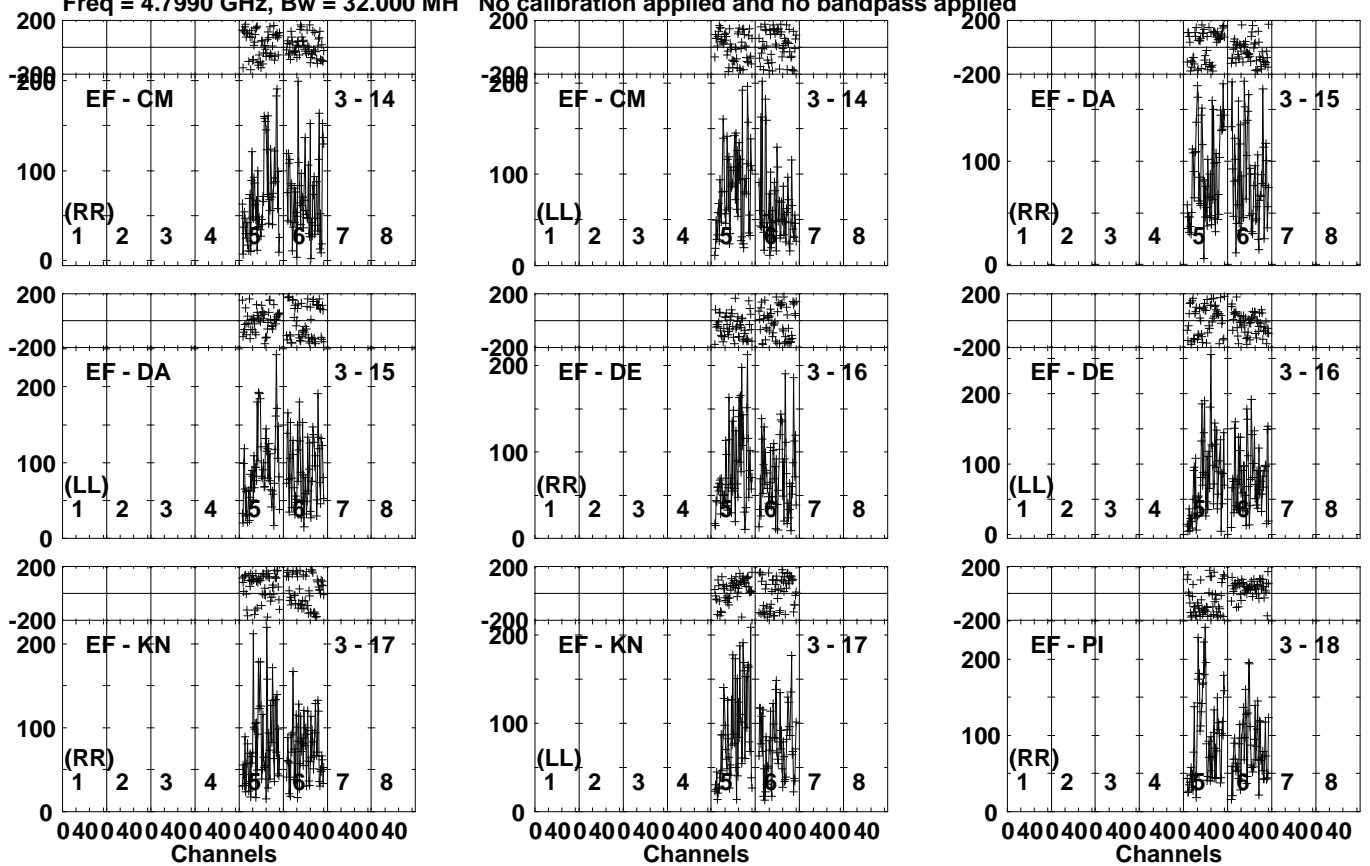 Freq = 4.7990 GHz, Bw = 32.000 MH No calibration applied and no bandpass applied
200 200 200
-200 -200 -200
200 200 200
EF - CM 3 - 14 EF - CM 3 - 14 EF - DA 3 - 15
100 100 100
(RR) (LL) (RR)
1 2 3 4 5 6 7 8 1 2 3 4 5 6 7 8 1 2 3 4 5 6 7 8
0 0 0
200 200 200
-200 -200 -200
EF - DA 3 - 15 EF - DE 3 - 16 EF - DE 3 - 16
200 200 200
100 100 100
(LL) (RR) (LL)
1 2 3 4 5 6 7 8 1 2 3 4 5 6 7 8 1 2 3 4 5 6 7 8
0 0 0
200 200 200
-200 -200 -200
EF - KN 3 - 17 EF - KN 3 - 17 EF - PI 3 - 18
200 200 200
100 100 100
(RR) (LL) (RR)
1 2 3 4 5 6 7 8 1 2 3 4 5 6 7 8 1 2 3 4 5 6 7 8
0 0 0
0 40 0 40 0 40 0 40 0 40 0 40 0 40 0 40 0 40 0 40 0 40 0 40 0 40 0 40 0 40 0 40 0 40 0 40 0 40 0 40 0 40 0 40 0 40 0 40
Channels Channels Channels